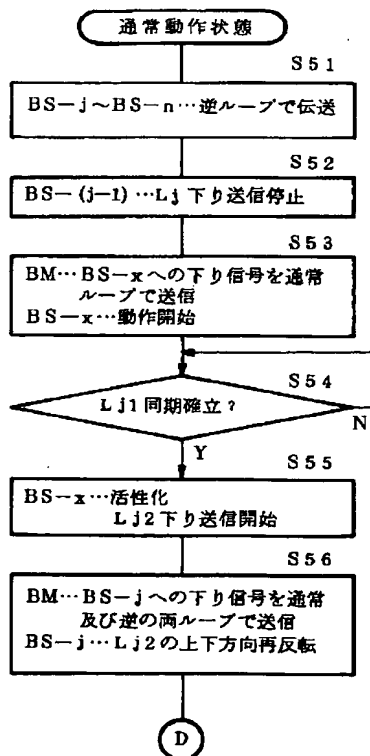 通常動作状態
S51
BS－j～BS－n…逆ループで伝送
S52
BS－(j－1)…Lj下り送信停止
S53
BM…BS－xへの下り信号を通常
ループで送信
BS－x…動作開始
S54
Lj1同期確立？
N
Y
S55
BS－x…活性化
Lj2下り送信開始
S56
BM…BS－jへの下り信号を通常
及び逆の両ループで送信
BS－j…Lj2の上下方向再反転
D